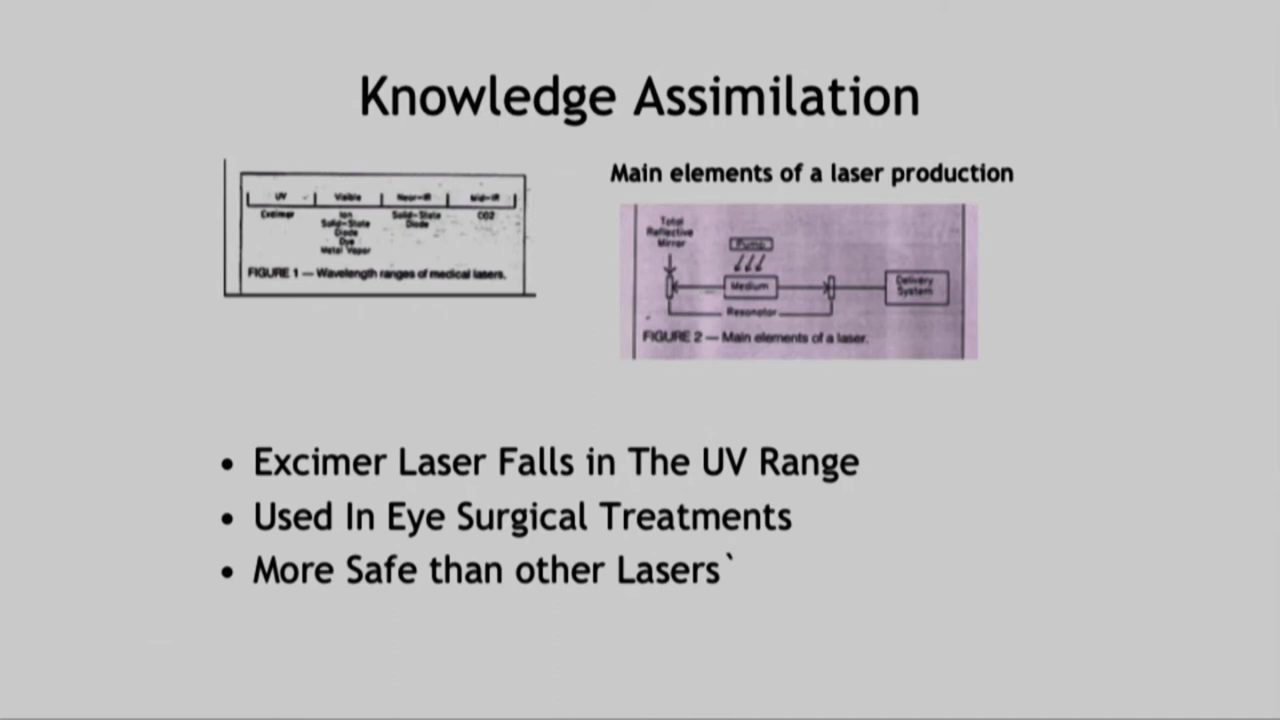 Knowledge Assimilation
UV Visible Near-IR Mid-IR
Excimer Ion Solid-State CO2
Solid-State Diode
Diode
Dye
Metal Vapor
FIGURE 1 — Wavelength ranges of medical lasers.
Main elements of a laser production
Total
Reflective
Mirror
Pump
Medium
Delivery
System
Resonator
FIGURE 2 — Main elements of a laser.
• Excimer Laser Falls in The UV Range
• Used In Eye Surgical Treatments
• More Safe than other Lasers`